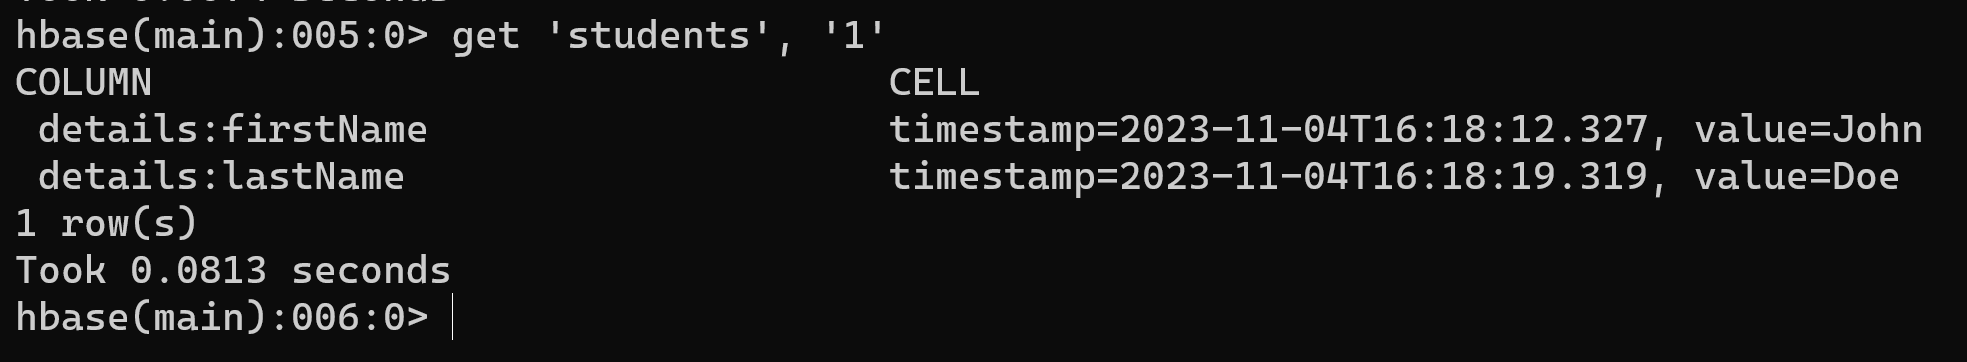 hbase(main):005:0> get 'students', '1'
COLUMN CELL
details:firstName timestamp=2023-11-04T16:18:12.327, value=John
details:lastName timestamp=2023-11-04T16:18:19.319, value=Doe
1 row(s)
Took 0.0813 seconds
hbase(main):006:0>